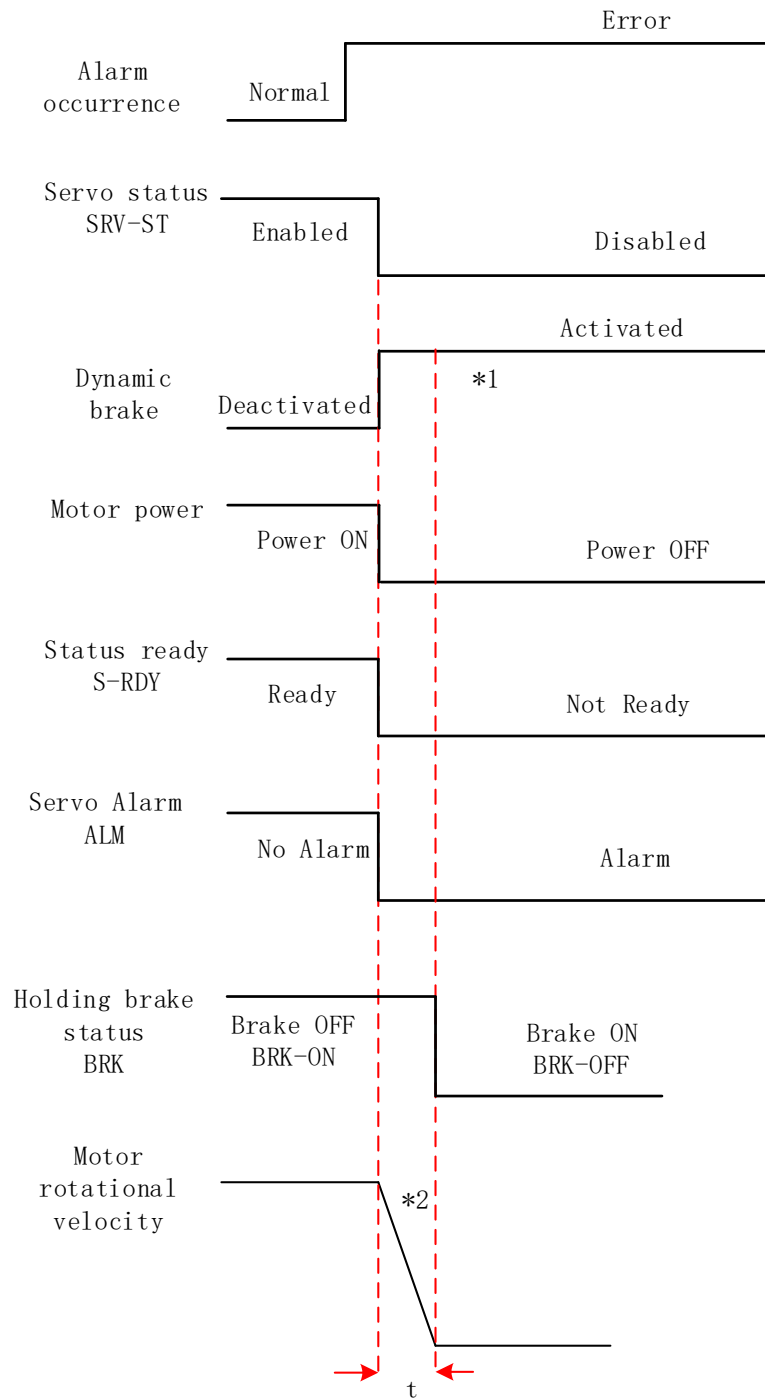 Error
Alarm
occurrence
Normal
Servo status
SRV-ST
Enabled
Disabled
Activated
Dynamic
brake
Deactivated
*1
Motor power
Power ON
Power OFF
Status ready
S-RDY
Ready
Not Ready
Servo Alarm
ALM
No Alarm
Alarm
Holding brake
status
BRK
Brake OFF
BRK-ON
Brake ON
BRK-OFF
Motor
rotational
velocity
*2
t